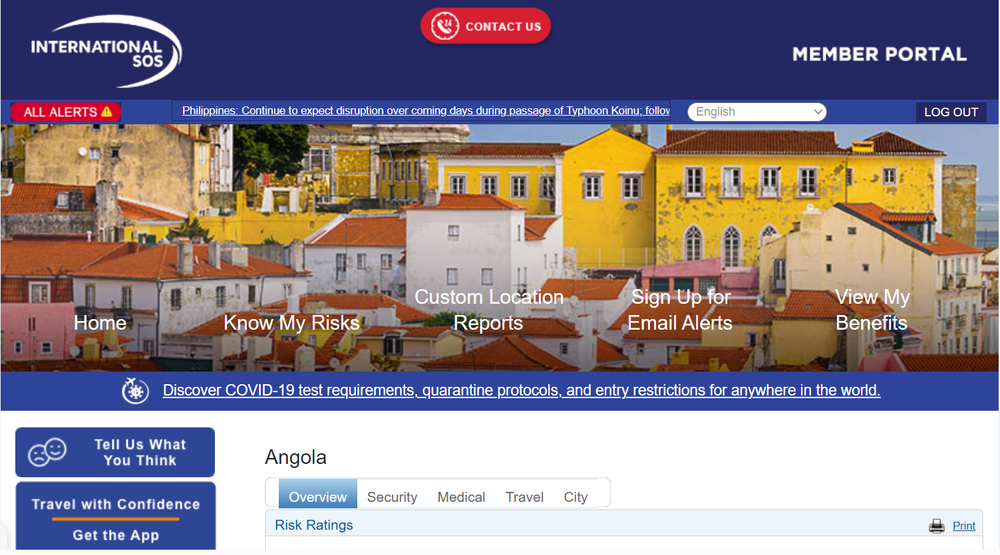 INTERNATIONAL
SOS
24
CONTACT US
MEMBER PORTAL
ALL ALERTS
Philippines: Continue to expect disruption over coming days during passage of Typhoon Koinu; follow
English
LOG OUT
Home
Know My Risks
Custom Location
Reports
Sign Up for
Email Alerts
View My
Benefits
Discover COVID-19 test requirements, quarantine protocols, and entry restrictions for anywhere in the world.
Tell Us What
You Think
Travel with Confidence
Get the App
Angola
Overview Security Medical Travel City
Risk Ratings
Print